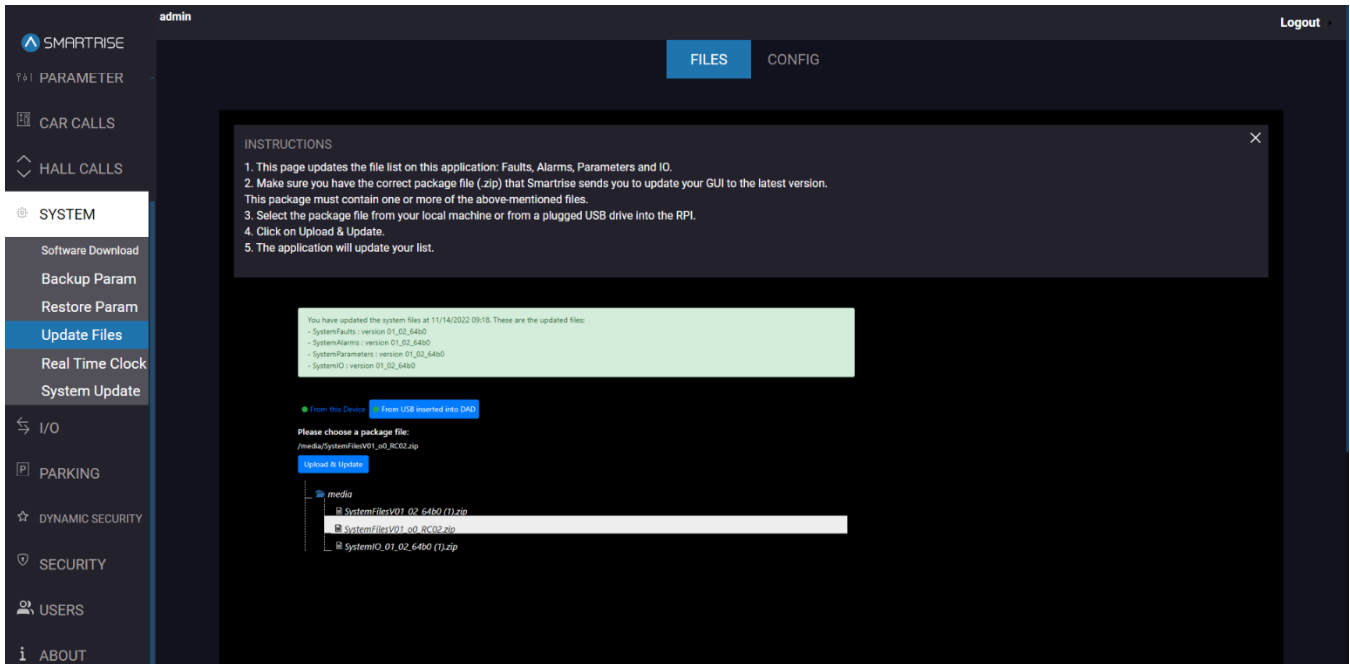 admin
Logout
SMARTRISE
PARAMETER
CAR CALLS
HALL CALLS
SYSTEM
Software Download
Backup Param
Restore Param
Update Files
Real Time Clock
System Update
I/O
P
PARKING
DYNAMIC SECURITY
SECURITY
USERS
i ABOUT
FILES CONFIG
INSTRUCTIONS
1. This page updates the file list on this application: Faults, Alarms, Parameters and IO.
2. Make sure you have the correct package file (.zip) that Smartrise sends you to update your GUI to the latest version.
This package must contain one or more of the above-mentioned files.
3. Select the package file from your local machine or from a plugged USB drive into the RPI.
4. Click on Upload & Update.
5. The application will update your list.
You have updated the system files at 11/14/2022 09:18. These are the updated files:
- SystemFaults : version 01_02_64b0
- SystemAlarms : version 01_02_64b0
- SystemParameters : version 01_02_64b0
- SystemIO : version 01_02_64b0
From this Device From USB inserted into DAD
Please choose a package file:
/media/SystemFilesV01_o0_RC02.zip
Upload & Update
media
SystemFilesV01_02_64b0 (1).zip
SystemFilesV01_o0_RC02.zip
SystemIO_01_02_64b0 (1).zip